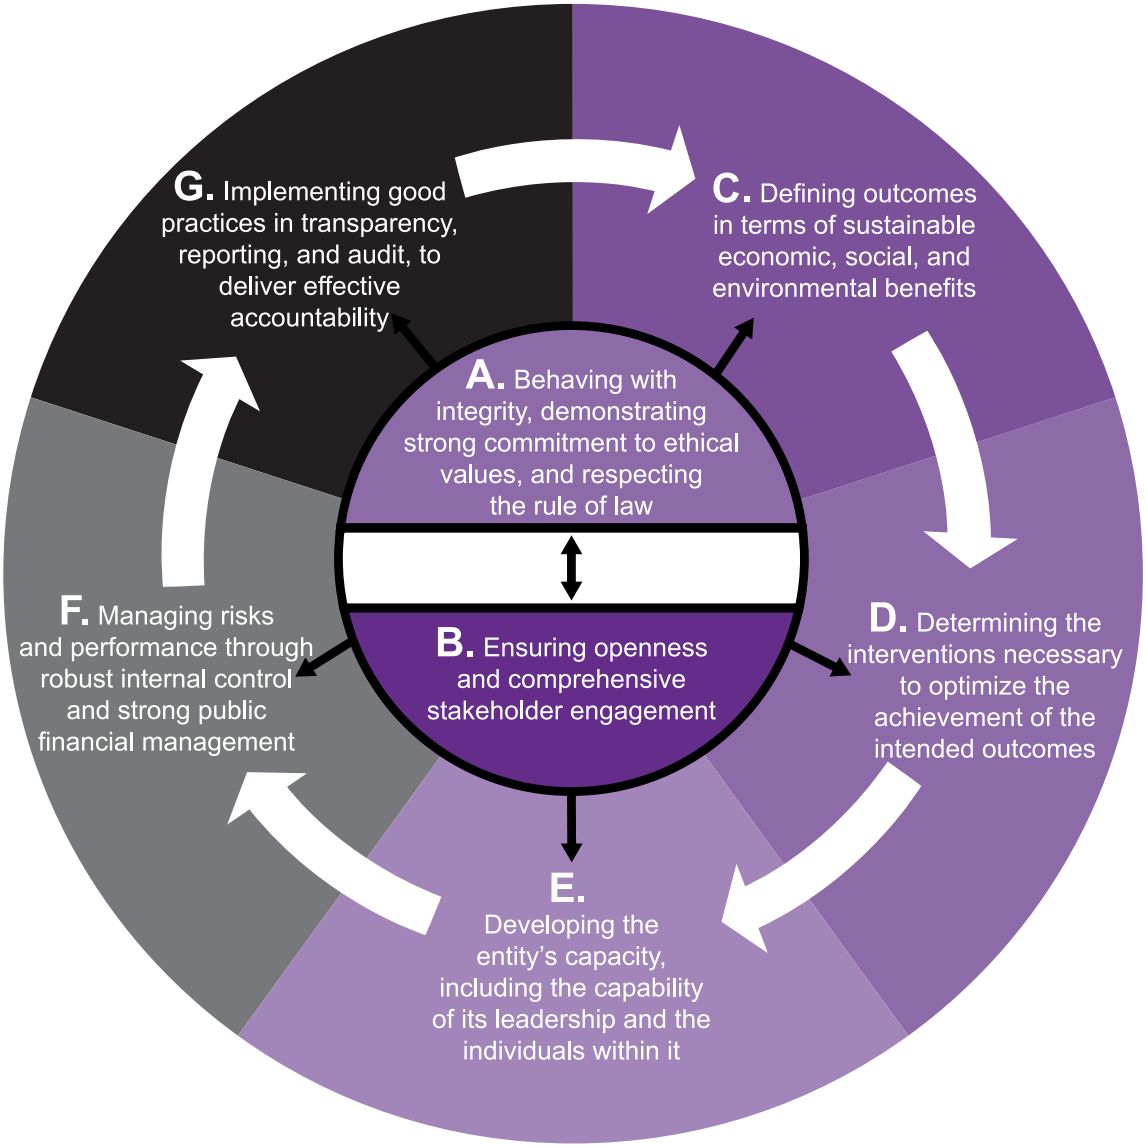 A. Behaving with
integrity, demonstrating
strong commitment to ethical
values, and respecting
the rule of law
B. Ensuring openness
and comprehensive
stakeholder engagement
C. Defining outcomes
in terms of sustainable
economic, social, and
environmental benefits
D. Determining the
interventions necessary
to optimize the
achievement of the
intended outcomes
E.
Developing the
entity’s capacity,
including the capability
of its leadership and the
individuals within it
F. Managing risks
and performance through
robust internal control
and strong public
financial management
G. Implementing good
practices in transparency,
reporting, and audit, to
deliver effective
accountability